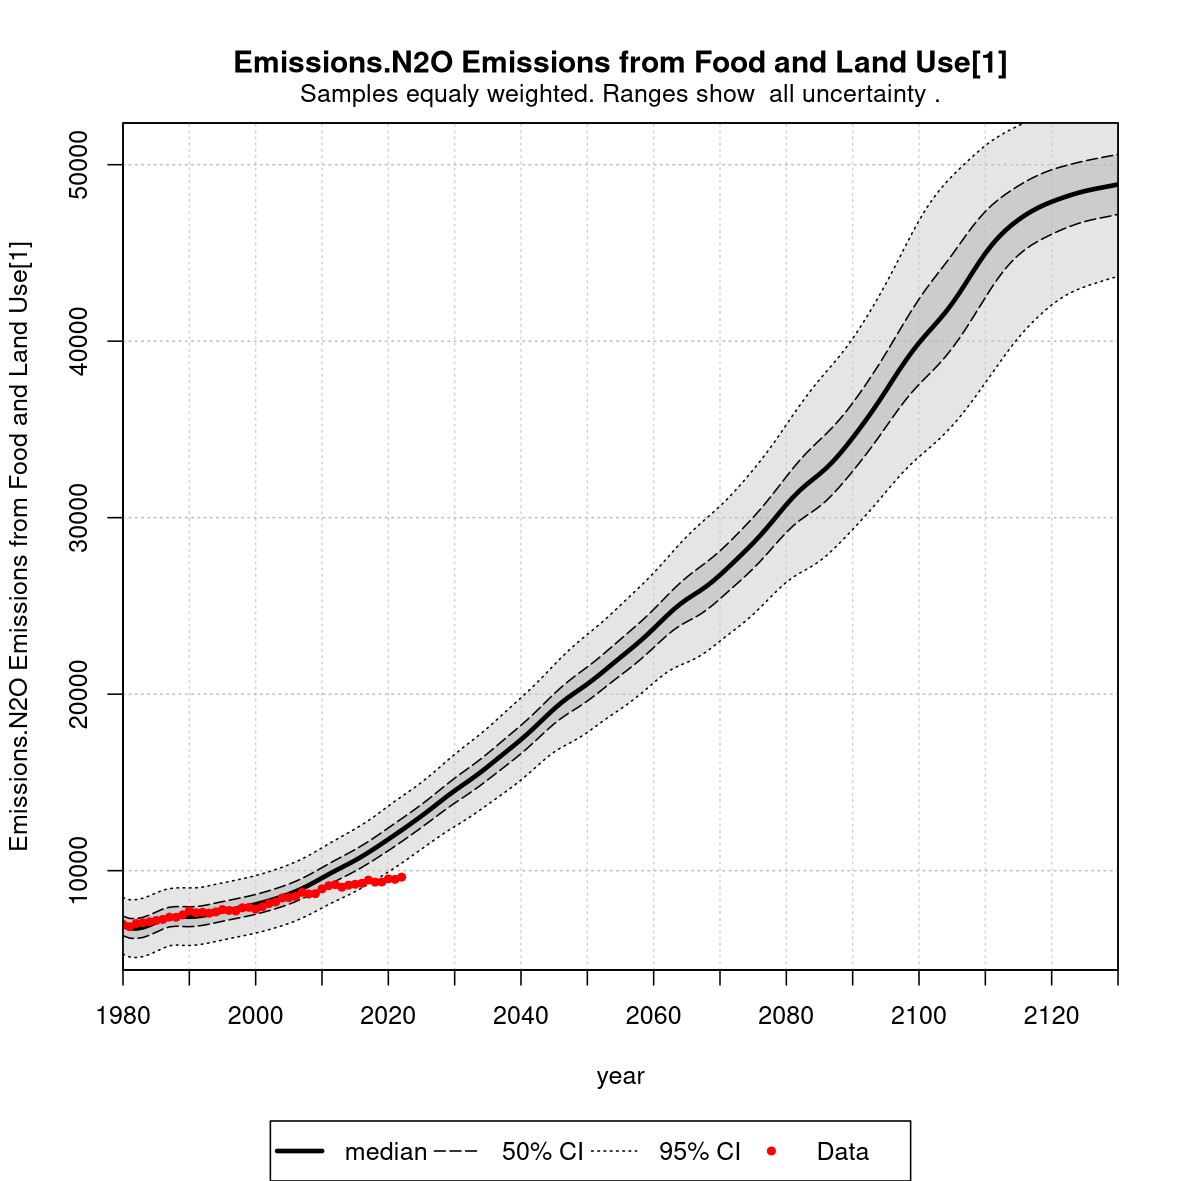 Emissions.N2O Emissions from Food and Land Use[1]
Samples equaly weighted. Ranges show  all uncertainty .
Emissions.N2O Emissions from Food and Land Use[1]
50000
40000
30000
20000
10000
1980 2000 2020 2040 2060 2080 2100 2120
year
median 50% CI 95% CI Data